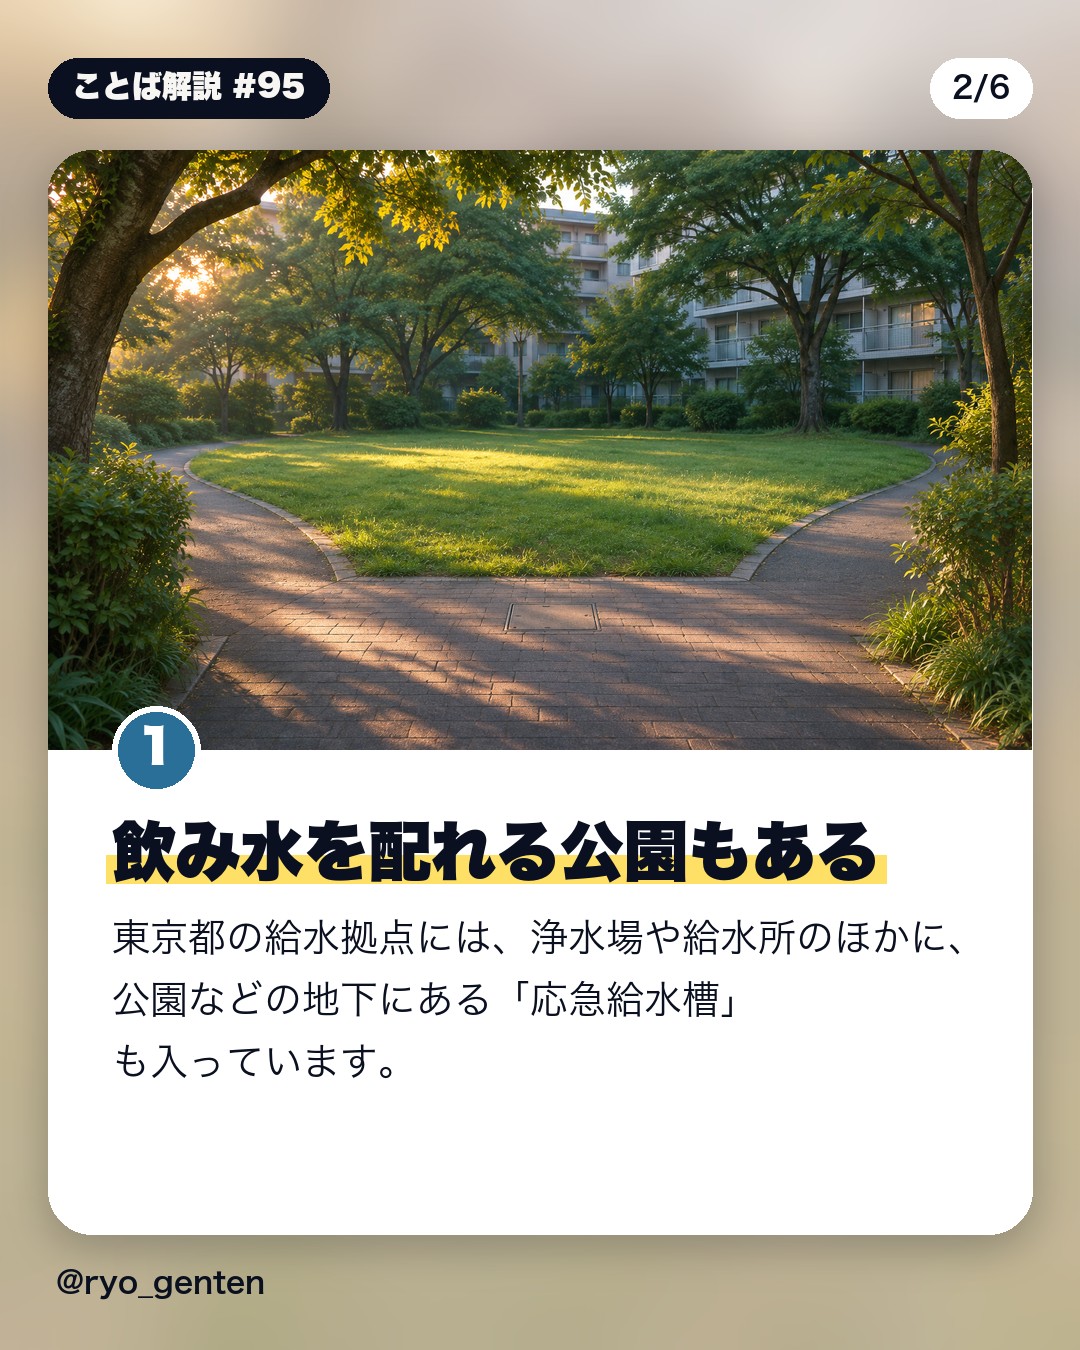 ことば解説 #95
2/6
1
飲み水を配れる公園もある
東京都の給水拠点には、浄水場や給水所のほかに、
公園などの地下にある「応急給水槽」
も入っています。
@ryo_genten